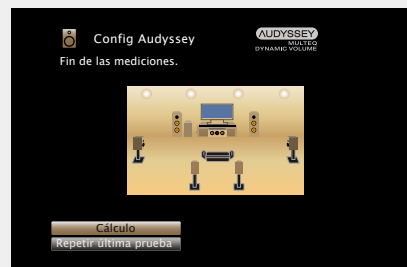 Config Audyssey
AUDYSSEY
MULTEQ
DYNAMIC VOLUME
Fin de las mediciones.
Cálculo
Repetir última prueba